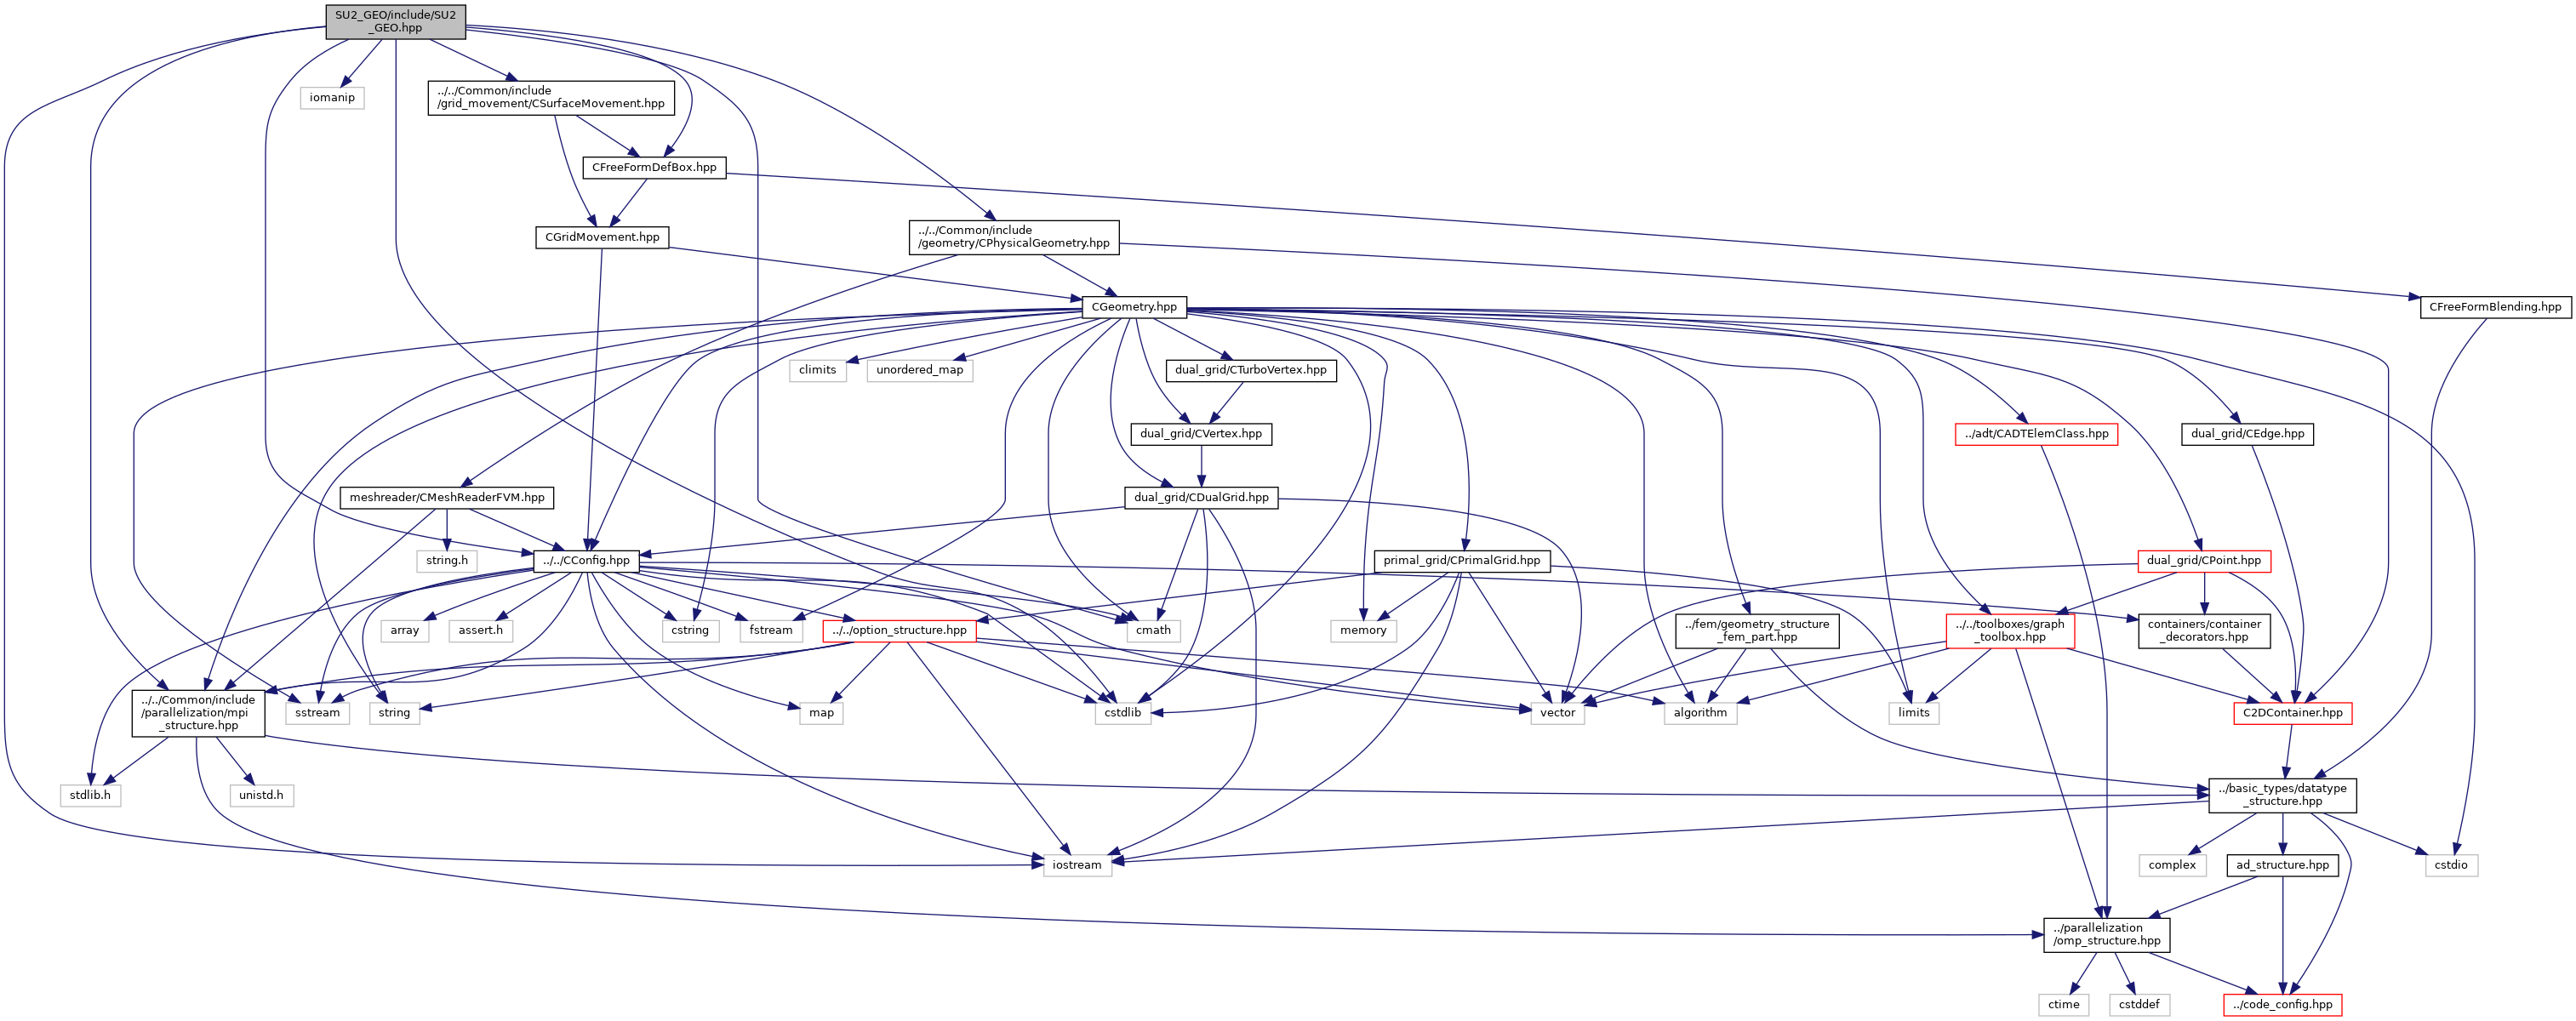 SU2_GEO/include/SU2
_GEO.hpp
iomanip
../../Common/include
/grid_movement/CSurfaceMovement.hpp
CFreeFormDefBox.hpp
CGridMovement.hpp
../../Common/include
/geometry/CPhysicalGeometry.hpp
CGeometry.hpp
CFreeFormBlending.hpp
climits
unordered_map
dual_grid/CTurboVertex.hpp
dual_grid/CVertex.hpp
../adt/CADTElemClass.hpp
dual_grid/CEdge.hpp
meshreader/CMeshReaderFVM.hpp
dual_grid/CDualGrid.hpp
string.h
../../CConfig.hpp
primal_grid/CPrimalGrid.hpp
dual_grid/CPoint.hpp
array
assert.h
cstring
fstream
../../option_structure.hpp
cmath
memory
../fem/geometry_structure
_fem_part.hpp
../../toolboxes/graph
_toolbox.hpp
containers/container
_decorators.hpp
../../Common/include
/parallelization/mpi
_structure.hpp
sstream
string
map
cstdlib
vector
algorithm
limits
C2DContainer.hpp
stdlib.h
unistd.h
../basic_types/datatype
_structure.hpp
iostream
complex
ad_structure.hpp
cstdio
../parallelization
/omp_structure.hpp
ctime
cstddef
../code_config.hpp